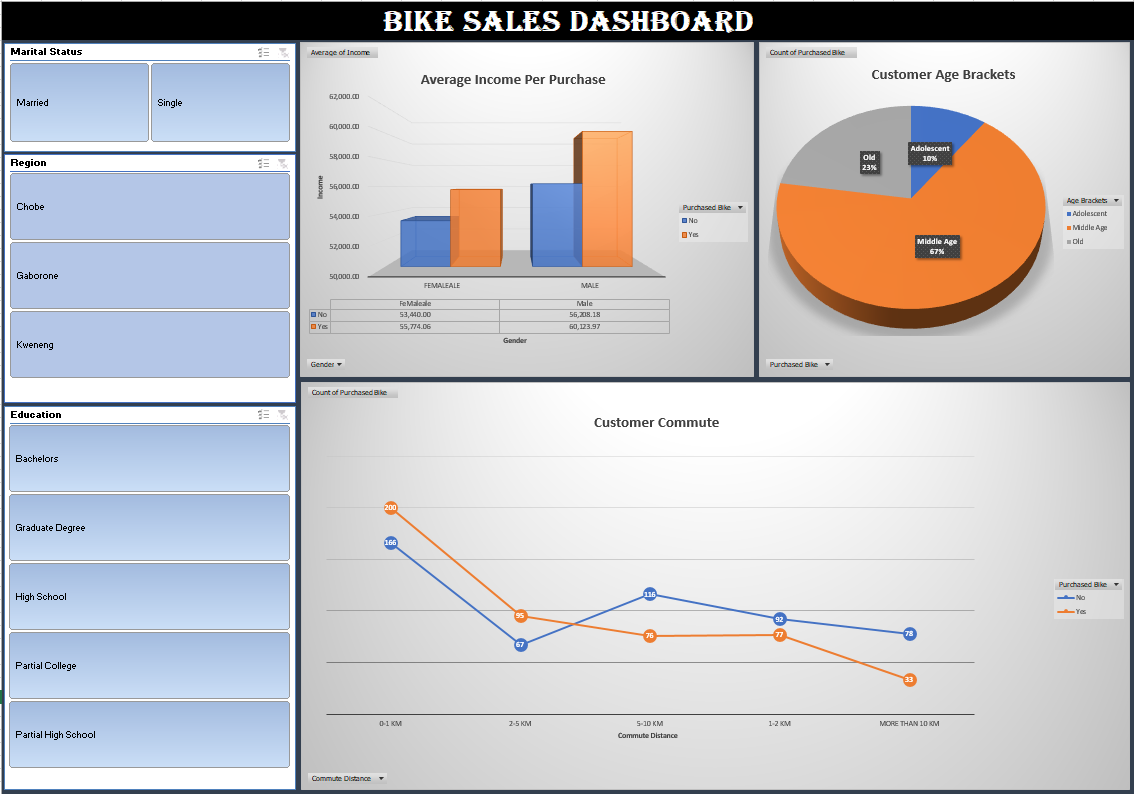 BIKE SALES DASHBOARD
Marital Status
Married
Single
Region
Chobe
Gaborone
Kweneng
Education
Bachelors
Graduate Degree
High School
Partial College
Partial High School
Average of Income
Average Income Per Purchase
62,000.00
60,000.00
58,000.00
56,000.00
54,000.00
52,000.00
50,000.00
Income
FEMALEALE
MALE
FeMaleale
Male
No
53,440.00
56,208.18
Yes
55,774.06
60,123.97
Gender
Purchased Bike
No
Yes
Gender
Count of Purchased Bike
Customer Age Brackets
Adolescent
10%
Old
23%
Middle Age
67%
Age Brackets
Adolescent
Middle Age
Old
Purchased Bike
Count of Purchased Bike
Customer Commute
200
166
95
67
116
76
92
77
78
33
0-1 KM
2-5 KM
5-10 KM
1-2 KM
MORE THAN 10 KM
Commute Distance
Purchased Bike
No
Yes
Commute Distance